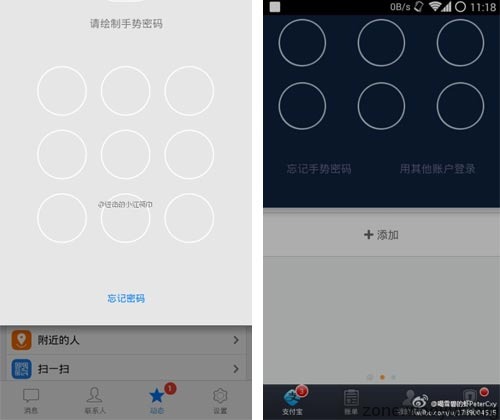 请绘制手势密码
忘记密码
附近的人
扫一扫
1
消息
联系人
动态
设置
0B/s
11:18
忘记手势密码
用其他账户登录
+ 添加
3
支付宝
账单
zone
@喝雪碧的虾PeterCxy